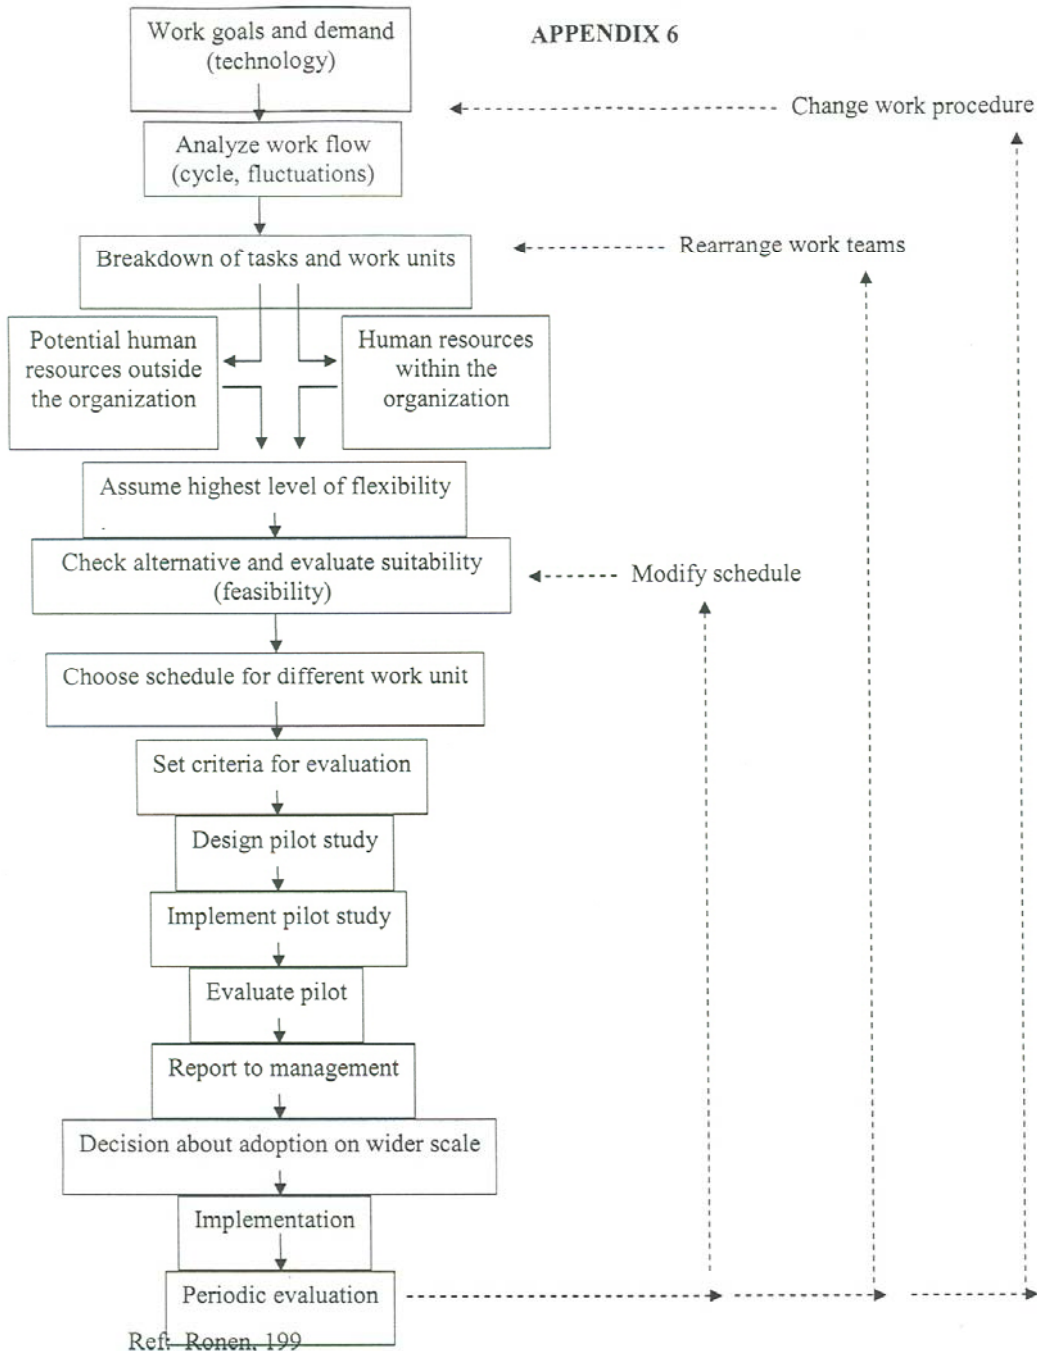 APPENDIX 6
Work goals and demand
(technology)
Change work procedure
Analyze work flow
(cycle, fluctuations)
Rearrange work teams
Breakdown of tasks and work units
Potential human
resources outside
the organization
Human resources
within the
organization
Assume highest level of flexibility
Check alternative and evaluate suitability
(feasibility)
Modify schedule
Choose schedule for different work unit
Set criteria for evaluation
Design pilot study
Implement pilot study
Evaluate pilot
Report to management
Decision about adoption on wider scale
Implementation
Periodic evaluation
Ref: Ronen, 199